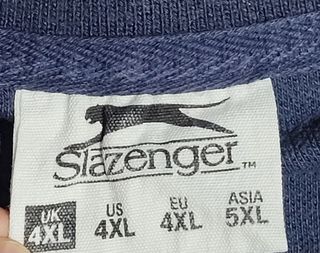 Slazenger™
UK US EU ASIA
4XL 4XL 4XL 5XL